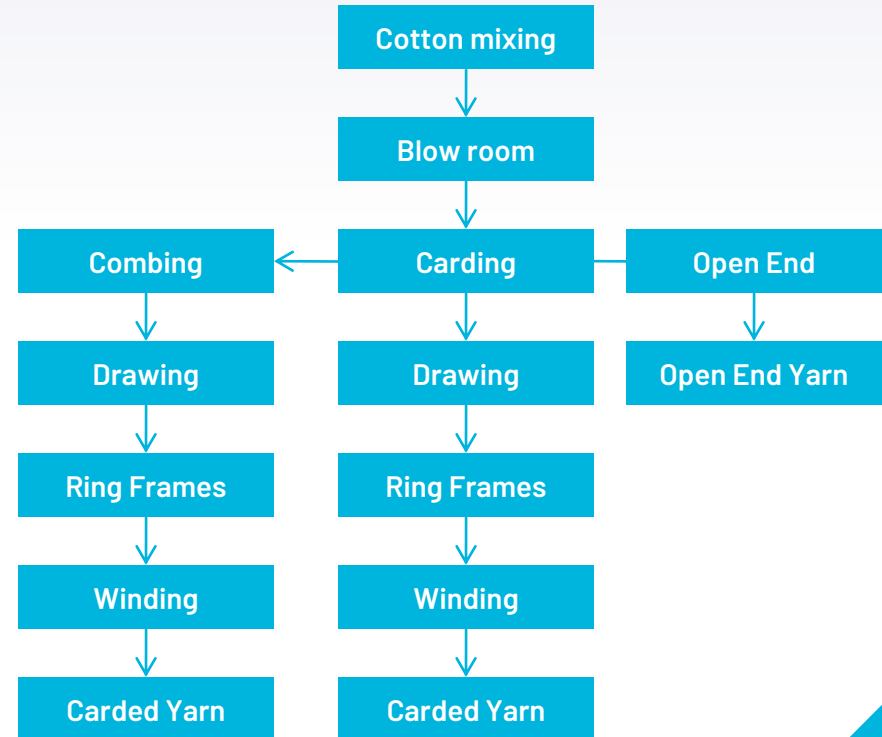 Cotton mixing
Blow room
Combing
Carding
Open End
Drawing
Drawing
Open End Yarn
Ring Frames
Ring Frames
Winding
Winding
Carded Yarn
Carded Yarn